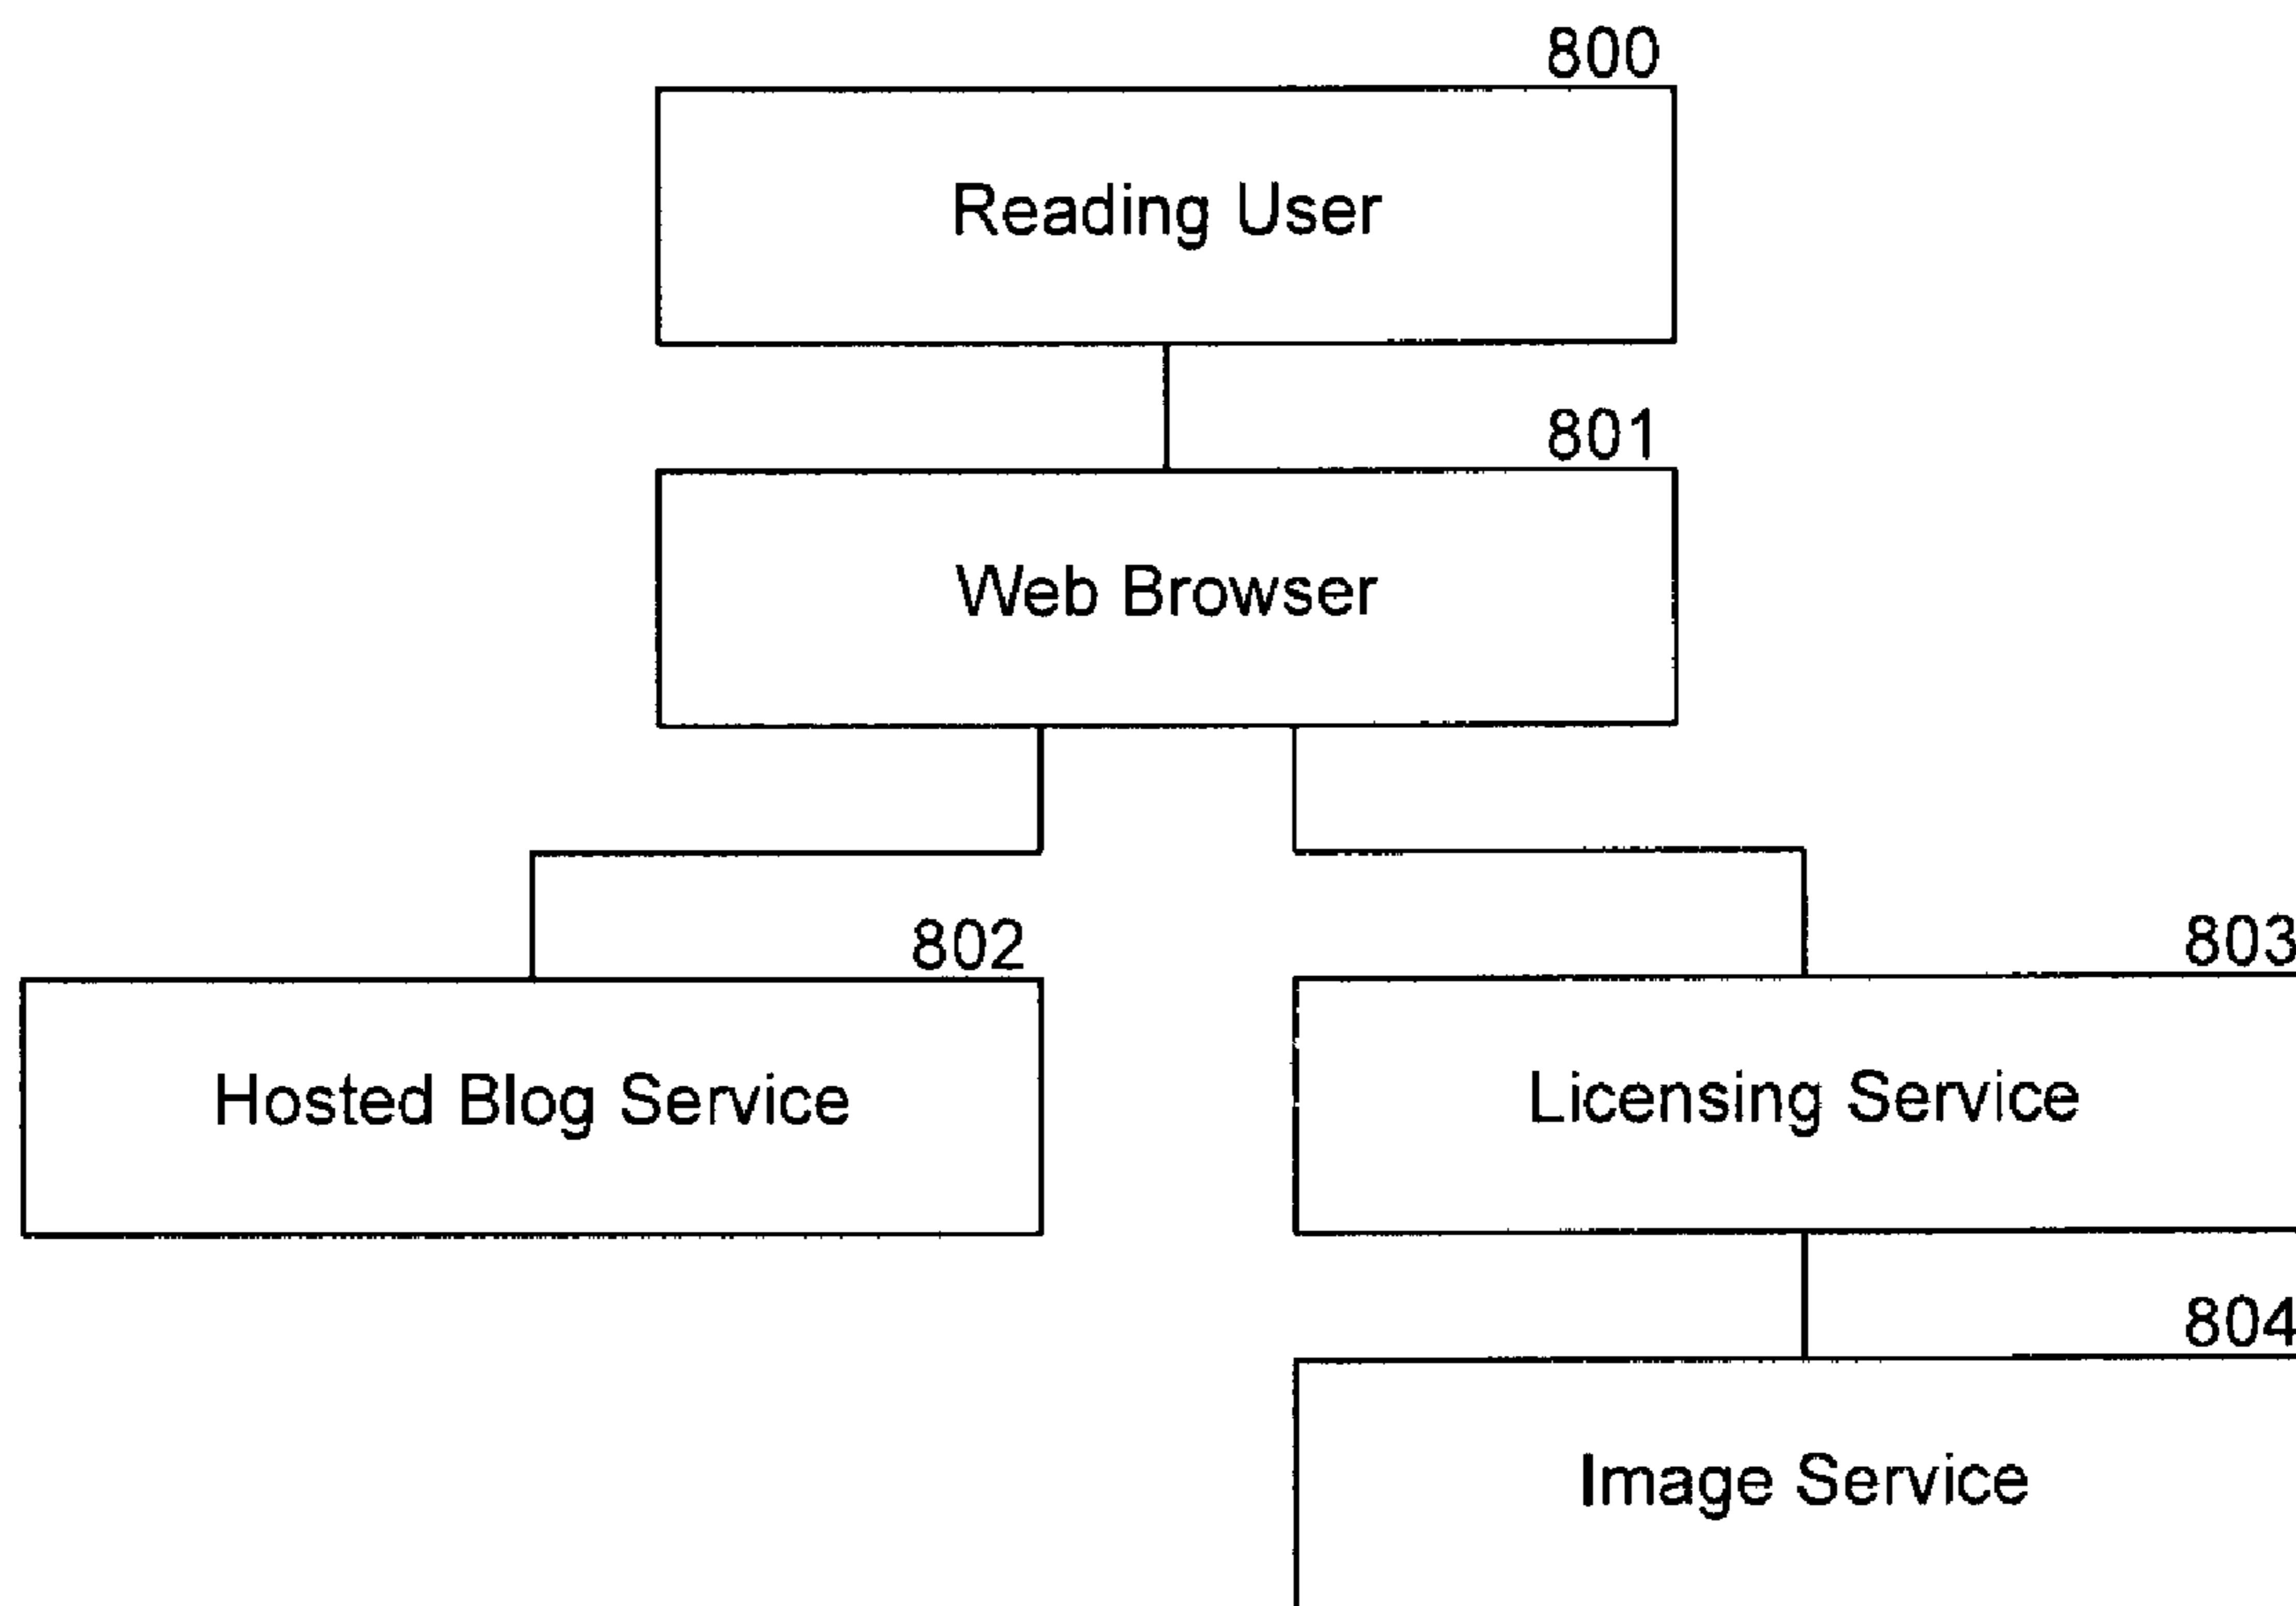 800
Reading User
801
Web Browser
802
803
Hosted Blog Service
Licensing Service
804
Image Service